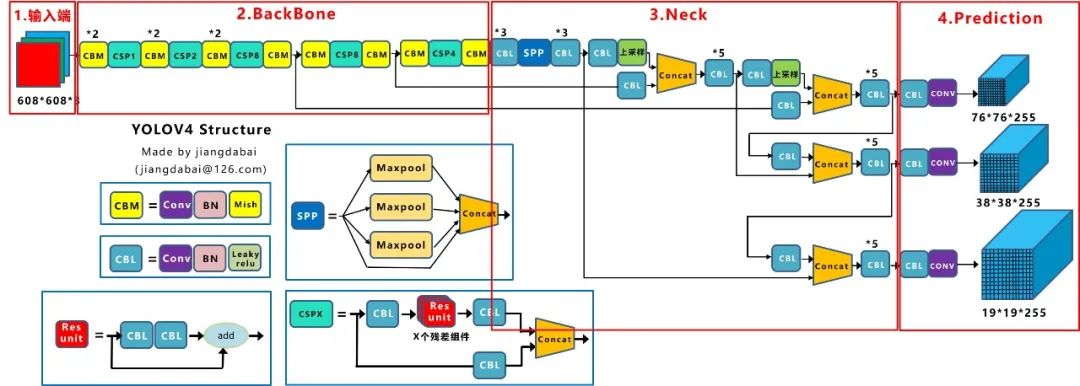 1.输入端
2.BackBone
3.Neck
4.Prediction
*2
*2
*2
*3
*3
*5
*5
CBM
CSP1
CBM
CSP2
CBM
CSP8
CBM
CBM
CSP8
CBM
CBM
CSP4
CBM
CBL
SPP
CBL
CBL
上采样
CBL
Concat
CBL
CBL
上采样
CBL
Concat
CBL
CBL
CONV
608*608*3
76*76*255
YOLOV4 Structure
Made by jiangdabai
(jiangdabai@126.com)
*5
CBL
Concat
CBL
CBL
CONV
38*38*255
CBM
=
Conv
BN
Mish
SPP
=
Maxpool
Maxpool
Maxpool
Concat
CBL
=
Conv
BN
Leaky
relu
*5
CBL
Concat
CBL
CBL
CONV
19*19*255
Res
unit
=
CBL
CBL
add
CSPX
=
CBL
Res
unit
CBL
X个残差组件
CBL
Concat